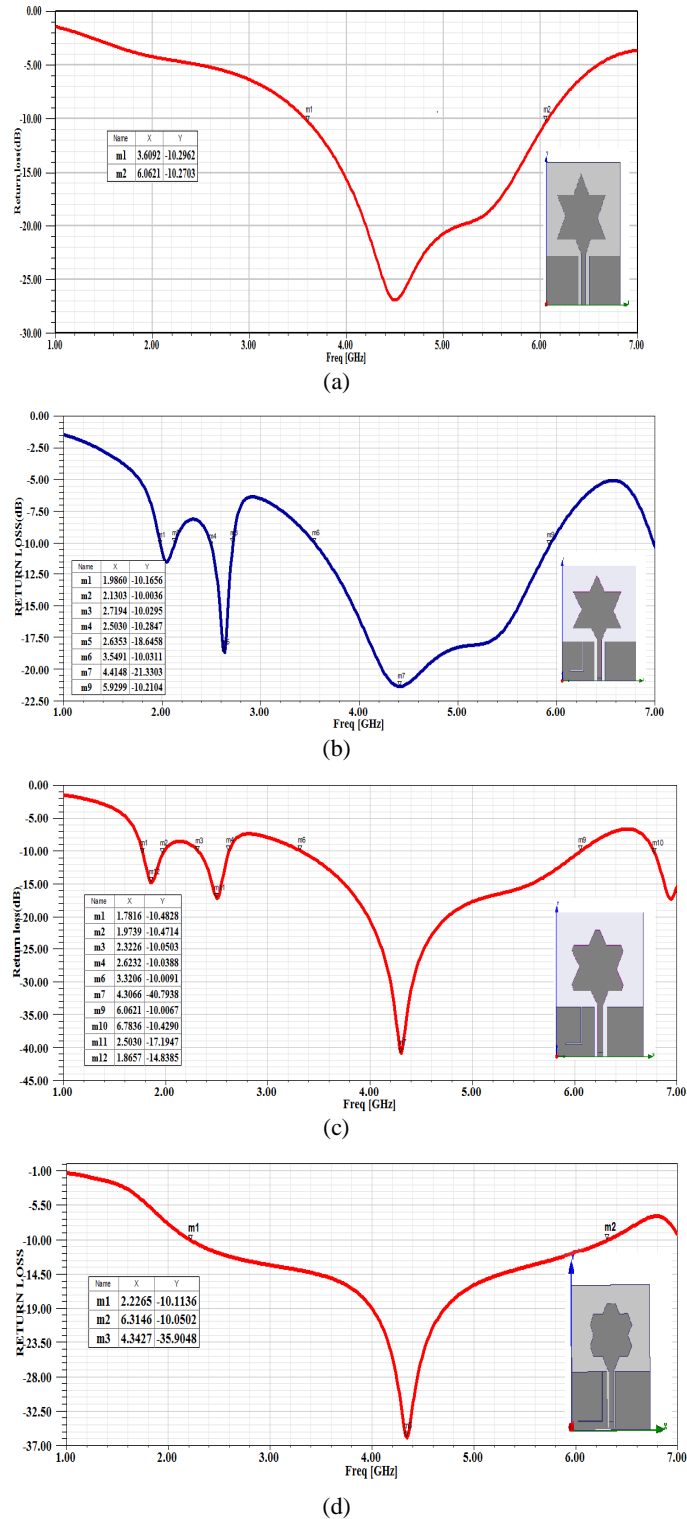 0.00
-5.00
-10.00
-15.00
-20.00
-25.00
-30.00
Return loss(dB)
m1
m2
Name X Y
m1 3.6092 -10.2962
m2 6.0621 -10.2703
1.00 2.00 3.00 4.00 5.00 6.00 7.00
Freq [GHz]
(a)
0.00
-2.50
-5.00
-7.50
-10.00
-12.50
-15.00
-17.50
-20.00
-22.50
RETURN LOSS(dB)
m4
m6
m7
m9
Name X Y
m1 1.9860 -10.1656
m2 2.1303 -10.0036
m3 2.7194 -10.0295
m4 2.5030 -10.2847
m5 2.6353 -18.6458
m6 3.5491 -10.0311
m7 4.4148 -21.3303
m9 5.9299 -10.2104
1.00 2.00 3.00 4.00 5.00 6.00 7.00
Freq [GHz]
(b)
0.00
-5.00
-10.00
-15.00
-20.00
-25.00
-30.00
-35.00
-40.00
-45.00
Return loss(dB)
m1
m2
m3
m4
m6
m9
m10
Name X Y
m1 1.7816 -10.4828
m2 1.9739 -10.4714
m3 2.3226 -10.0503
m4 2.6232 -10.0388
m6 3.3206 -10.0091
m7 4.3066 -40.7938
m9 6.0621 -10.0067
m10 6.7836 -10.4290
m11 2.5030 -17.1947
m12 1.8657 -14.8385
1.00 2.00 3.00 4.00 5.00 6.00 7.00
Freq [GHz]
(c)
-1.00
-5.50
-10.00
-14.50
-19.00
-23.50
-28.00
-32.50
-37.00
RETURN LOSS
m1
m2
Name X Y
m1 2.2265 -10.1136
m2 6.3146 -10.0502
m3 4.3427 -35.9048
1.00 2.00 3.00 4.00 5.00 6.00 7.00
Freq [GHz]
(d)